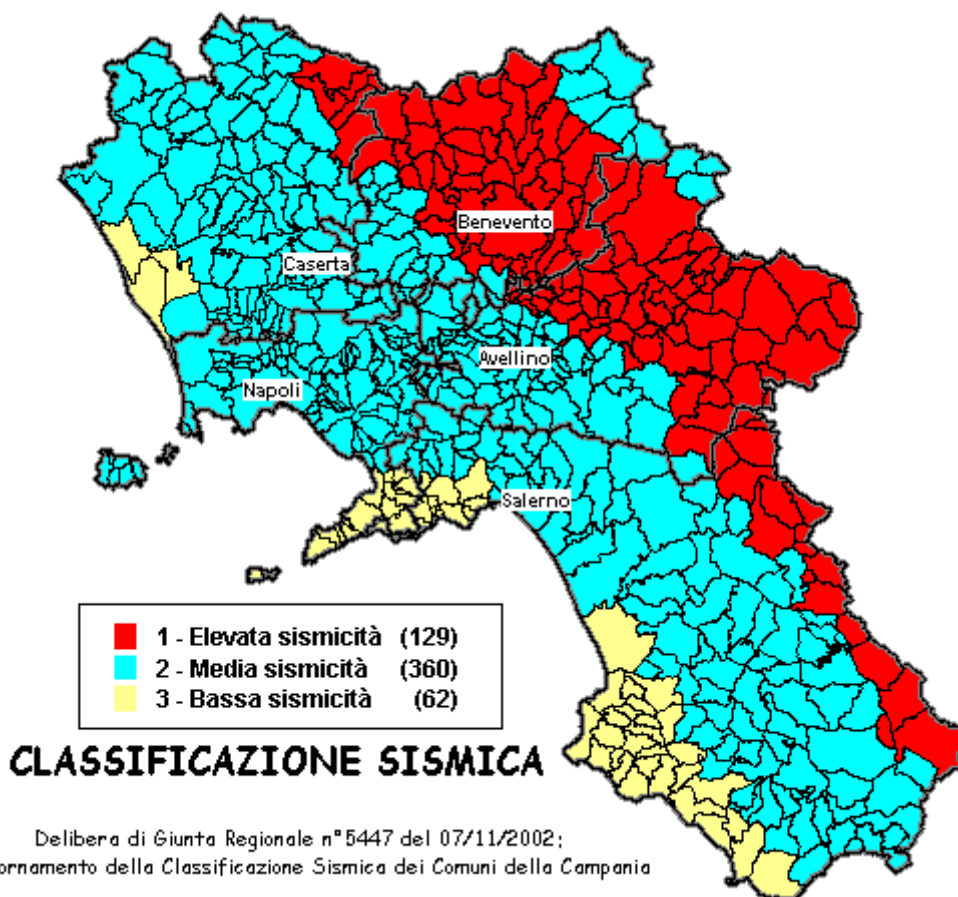 Benevento
Caserta
Avellino
Napoli
Salerno
1 - Elevata sismicità (129)
2 - Media sismicità (360)
3 - Bassa sismicità (62)
CLASSIFICAZIONE SISMICA
Delibera di Giunta Regionale n°5447 del 07/11/2002;
ornamento della Classificazione Sismica dei Comuni della Campania